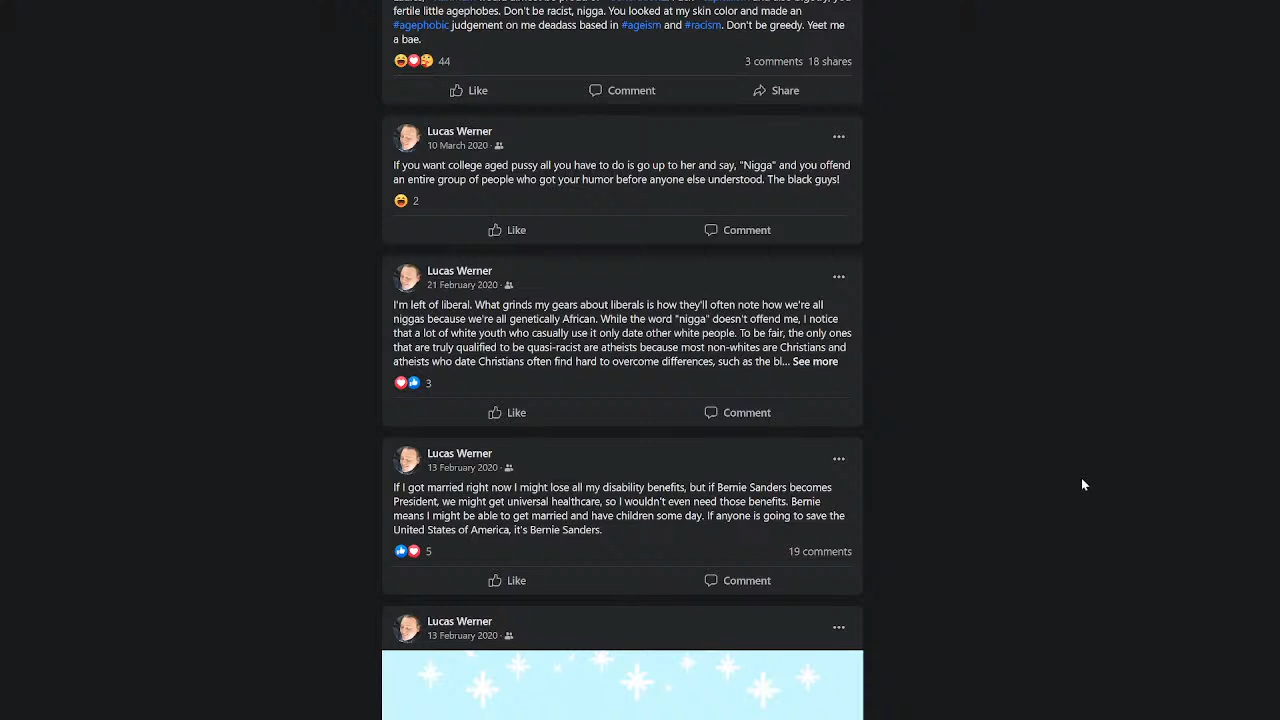 fertile little agephobes. Don't be racist, nigga. You looked at my skin color and made an
#agephobic judgement on me deadass based in #ageism and #racism. Don't be greedy. Yeet me
a bae.
44
3 comments 18 shares
Like Comment Share
Lucas Werner
10 March 2020 ·
If you want college aged pussy all you have to do is go up to her and say, "Nigga" and you offend
an entire group of people who got your humor before anyone else understood. The black guys!
2
Like Comment
Lucas Werner
21 February 2020 ·
I'm left of liberal. What grinds my gears about liberals is how they'll often note how we're all
niggas because we're all genetically African. While the word "nigga" doesn't offend me, I notice
that a lot of white youth who casually use it only date other white people. To be fair, the only ones
that are truly qualified to be quasi-racist are atheists because most non-whites are Christians and
atheists who date Christians often find hard to overcome differences, such as the bl... See more
3
Like Comment
Lucas Werner
13 February 2020 ·
If I got married right now I might lose all my disability benefits, but if Bernie Sanders becomes
President, we might get universal healthcare, so I wouldn't even need those benefits. Bernie
means I might be able to get married and have children some day. If anyone is going to save the
United States of America, it's Bernie Sanders.
5
19 comments
Like Comment
Lucas Werner
13 February 2020 ·